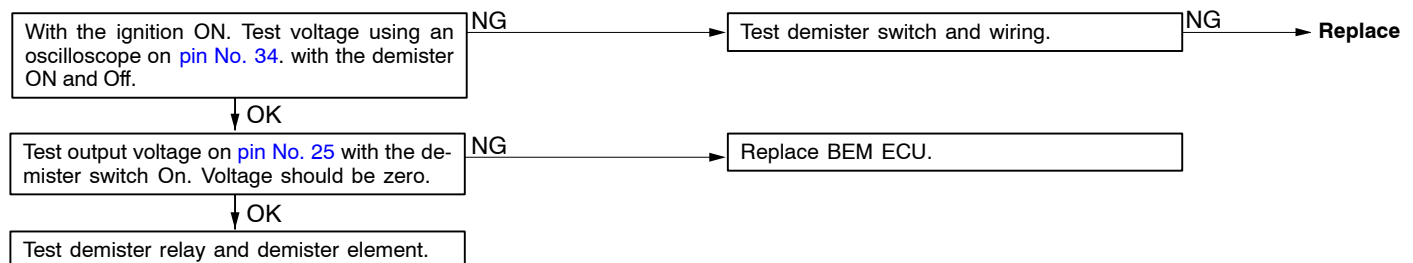 With the ignition ON. Test voltage using an
oscilloscope on pin No. 34. with the demister
ON and Off.
NG
Test demister switch and wiring.
NG
Replace
OK
Test output voltage on pin No. 25 with the de-
mister switch On. Voltage should be zero.
NG
Replace BEM ECU.
OK
Test demister relay and demister element.